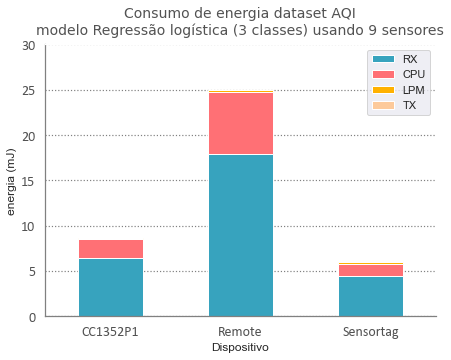 Consumo de energia dataset AQI
modelo Regressão logística (3 classes) usando 9 sensores
30
25
20
15
10
5
0
energia (mJ)
RX
CPU
LPM
TX
CC1352P1
Remote
Sensortag
Dispositivo